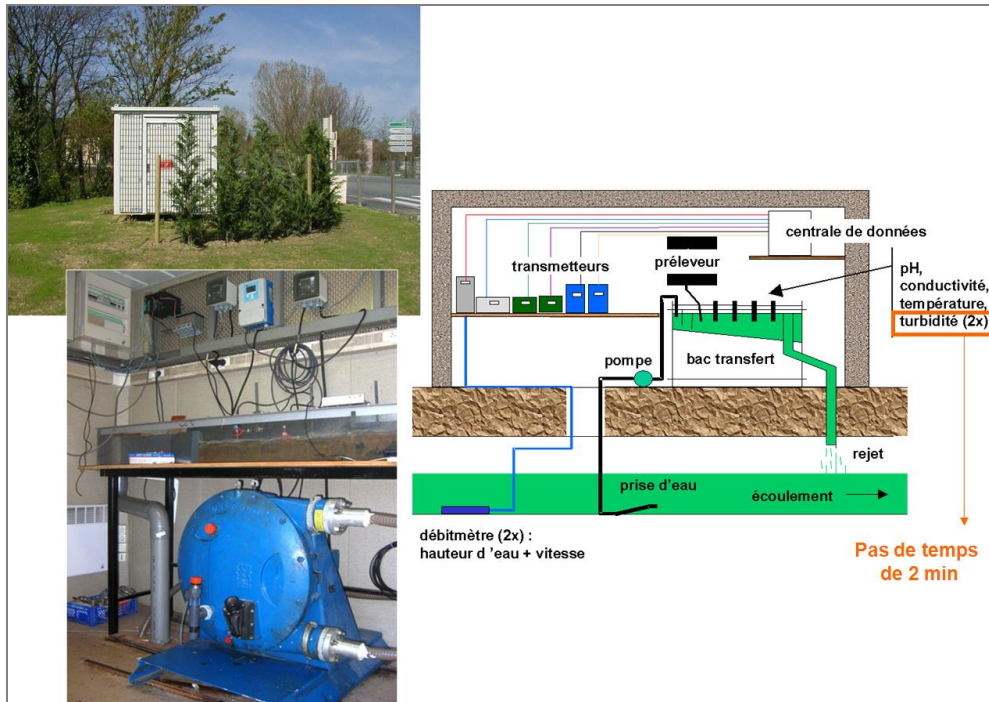 centrale de données
transmetteurs
préleveur
pH,
conductivité,
température,
turbidité (2x)
pompe
bac transfert
rejet
prise d'eau
écoulement
débitmètre (2x) :
hauteur d 'eau + vitesse
Pas de temps
de 2 min